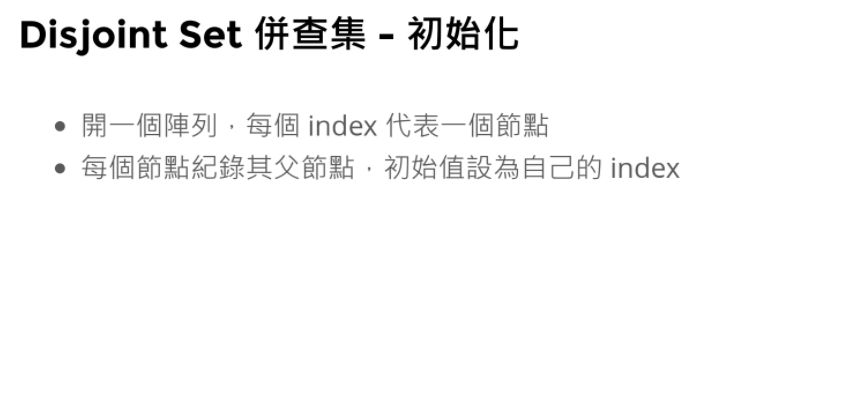 Disjoint Set 併查集 - 初始化
• 開一個陣列，每個 index 代表一個節點
• 每個節點紀錄其父節點，初始值設為自己的 index